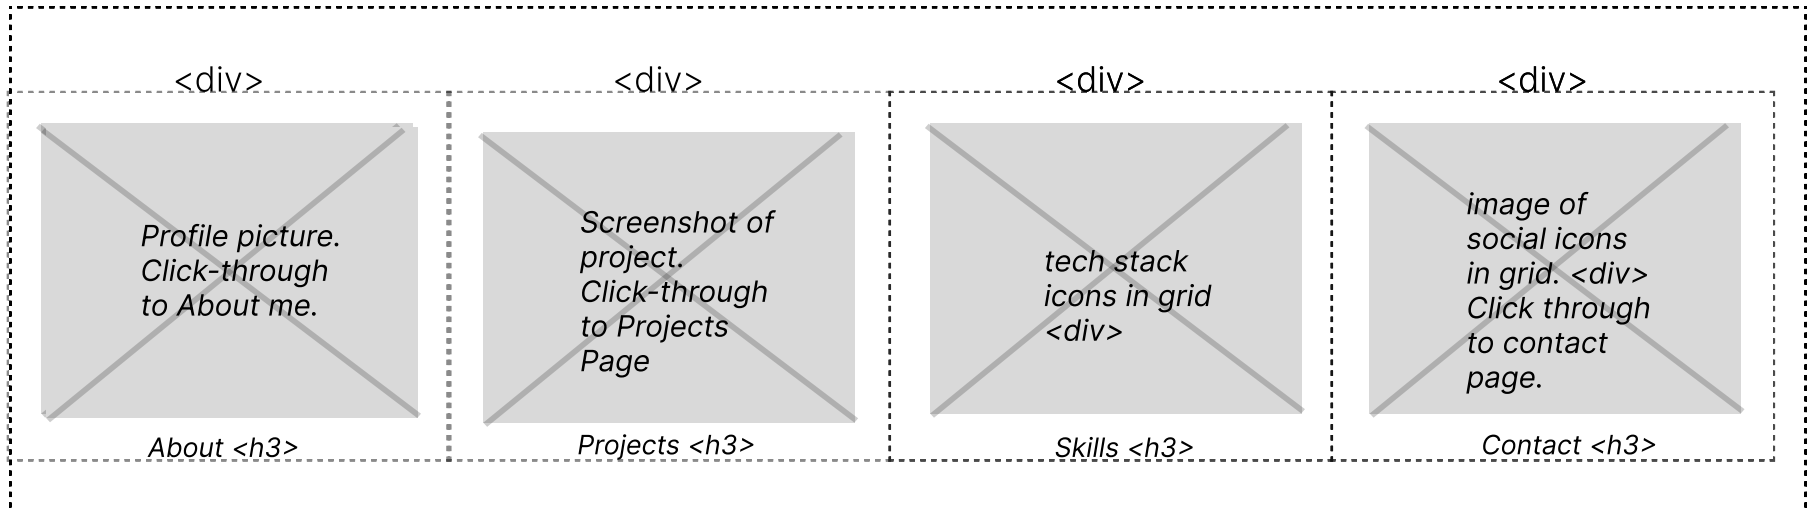 <div>
<div>
<div>
<div>
Profile picture.
Click-through
to About me.
Screenshot of
project.
Click-through
to Projects
Page
tech stack
icons in grid
<div>
image of
social icons
in grid. <div>
Click through
to contact
page.
About <h3>
Projects <h3>
Skills <h3>
Contact <h3>